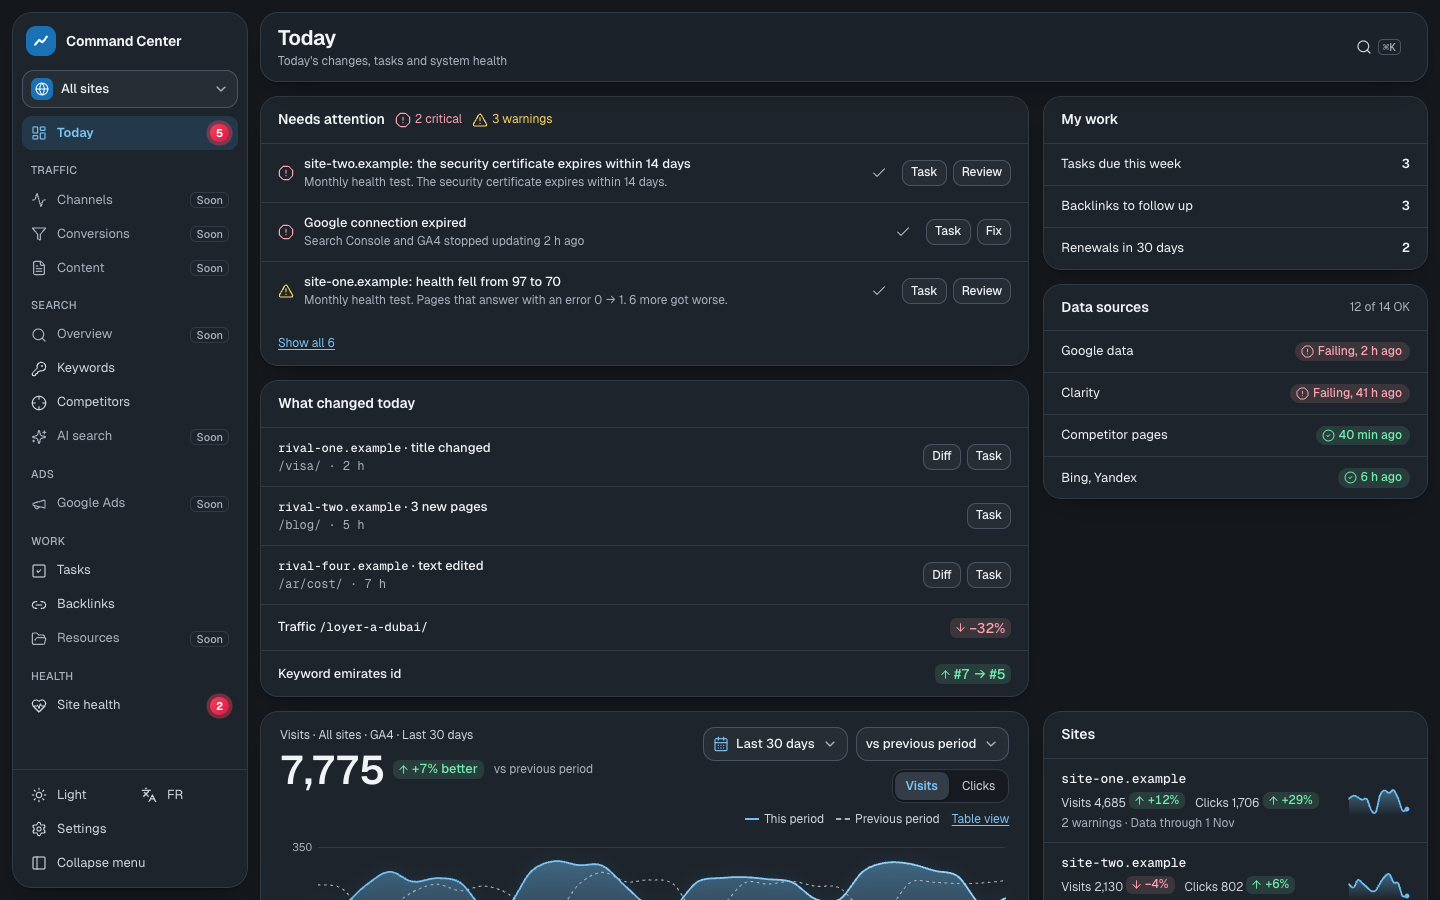 Command Center
All sites
Today 5
TRAFFIC
Channels Soon
Conversions Soon
Content Soon
SEARCH
Overview Soon
Keywords
Competitors
AI search Soon
ADS
Google Ads Soon
WORK
Tasks
Backlinks
Resources Soon
HEALTH
Site health 2
Light FR
Settings
Collapse menu
Today
Today's changes, tasks and system health
⌘K
Needs attention 2 critical 3 warnings
site-two.example: the security certificate expires within 14 days
Monthly health test. The security certificate expires within 14 days.
Task Review
Google connection expired
Search Console and GA4 stopped updating 2 h ago
Task Fix
site-one.example: health fell from 97 to 70
Monthly health test. Pages that answer with an error 0 → 1. 6 more got worse.
Task Review
Show all 6
What changed today
rival-one.example · title changed
/visa/ · 2 h
Diff Task
rival-two.example · 3 new pages
/blog/ · 5 h
Task
rival-four.example · text edited
/ar/cost/ · 7 h
Diff Task
Traffic /loyer-a-dubai/ ↓ −32%
Keyword emirates id ↑ #7 → #5
Visits · All sites · GA4 · Last 30 days
7,775 ↑ +7% better vs previous period
Last 30 days vs previous period
Visits Clicks
This period Previous period Table view
350
My work
Tasks due this week 3
Backlinks to follow up 3
Renewals in 30 days 2
Data sources 12 of 14 OK
Google data Failing, 2 h ago
Clarity Failing, 41 h ago
Competitor pages 40 min ago
Bing, Yandex 6 h ago
Sites
site-one.example
Visits 4,685 ↑ +12% Clicks 1,706 ↑ +29%
2 warnings · Data through 1 Nov
site-two.example
Visits 2,130 ↓ −4% Clicks 802 ↑ +6%